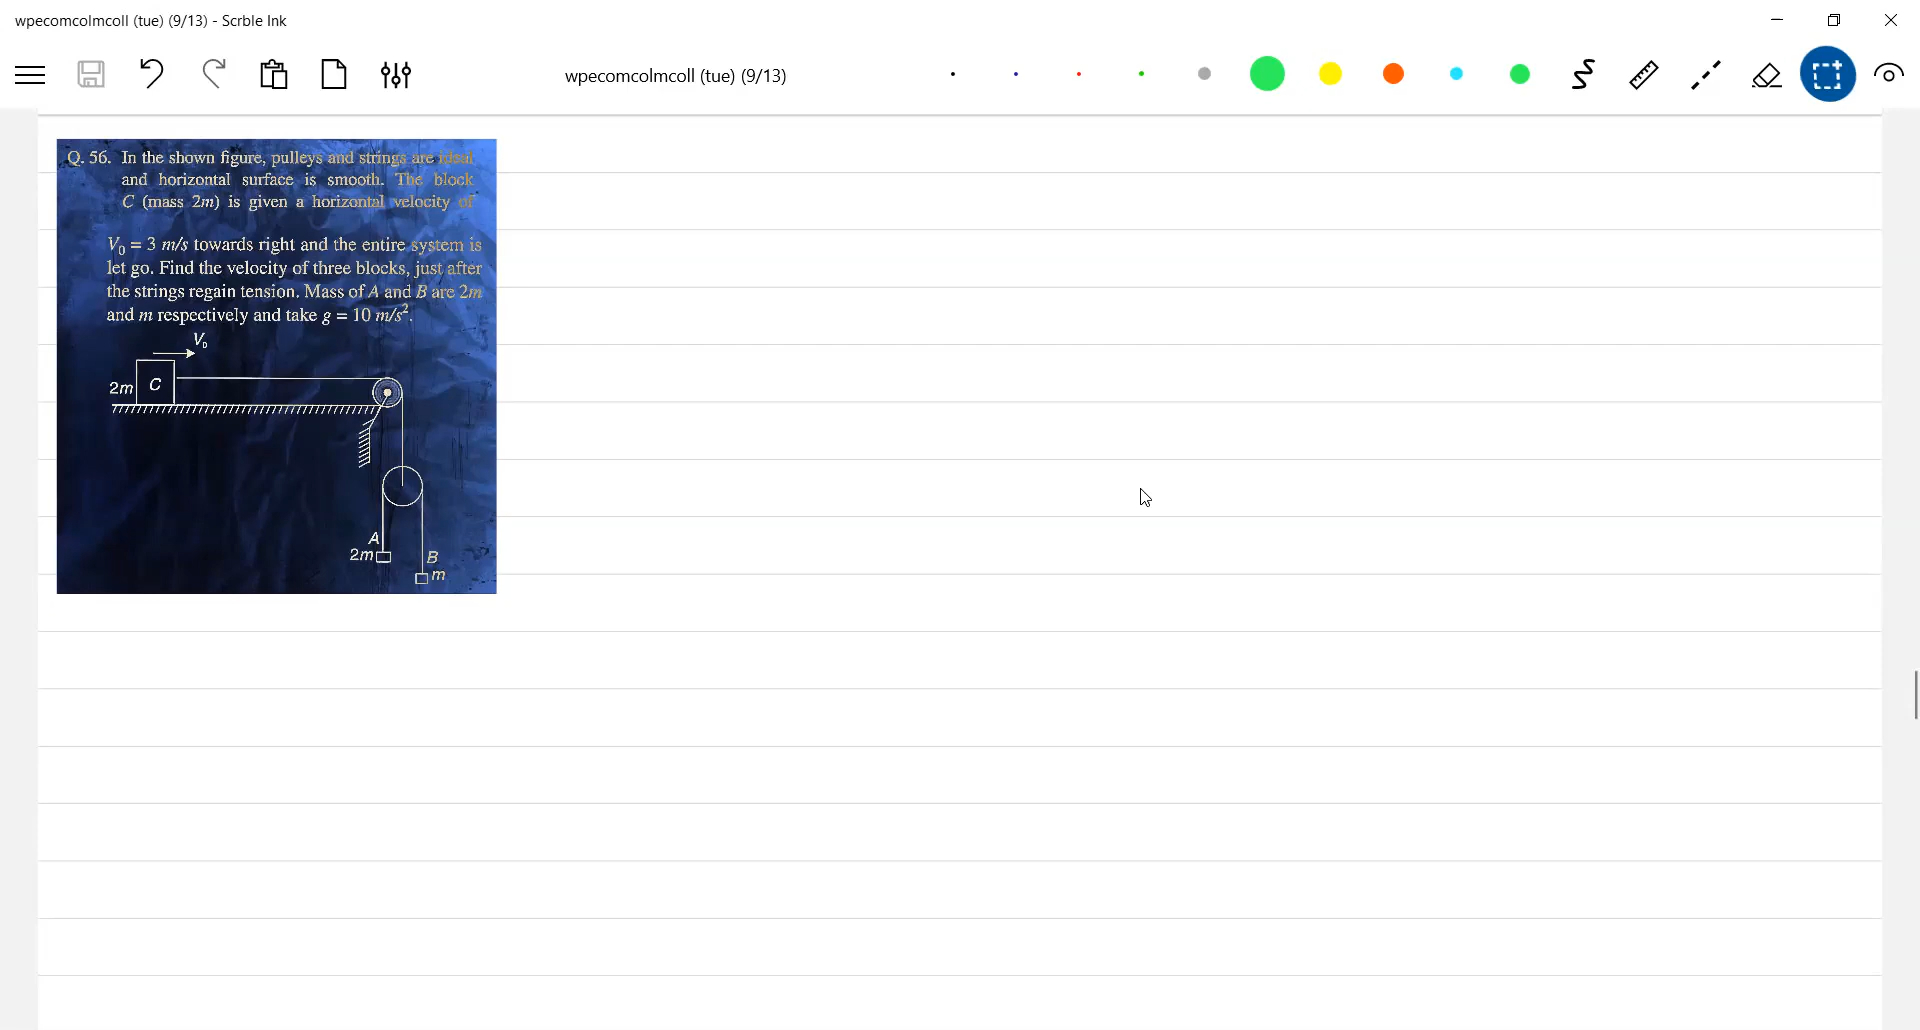 wpecomcolmcoll (tue) (9/13) - Scrble Ink
wpecomcolmcoll (tue) (9/13)
Q. 56. In the shown figure, pulleys and strings are ideal
and horizontal surface is smooth. The block
C (mass 2m) is given a horizontal velocity of
V₀ = 3 m/s towards right and the entire system is
let go. Find the velocity of three blocks, just after
the strings regain tension. Mass of A and B are 2m
and m respectively and take g = 10 m/s².
V₀
2m C
A
2m
B
m